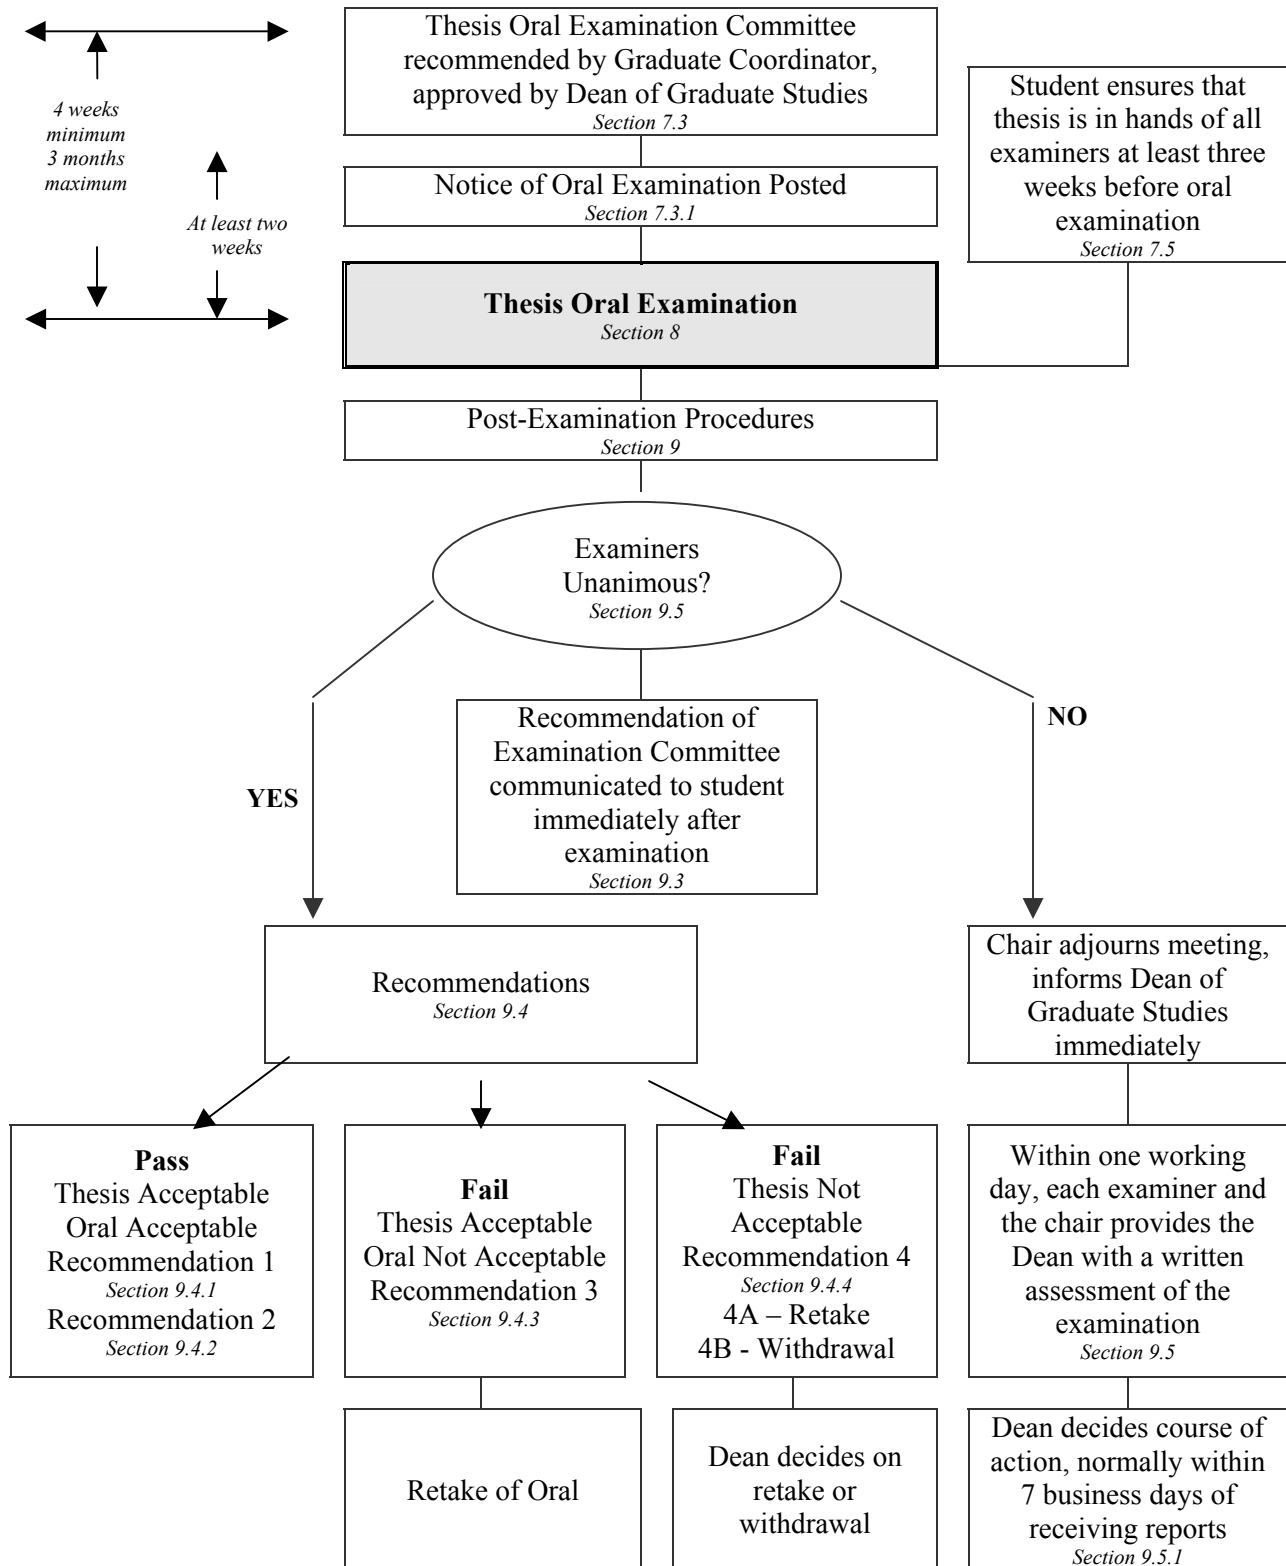 Thesis Oral Examination Committee
recommended by Graduate Coordinator,
approved by Dean of Graduate Studies
Section 7.3
4 weeks
minimum
3 months
maximum
At least two
weeks
Student ensures that
thesis is in hands of all
examiners at least three
weeks before oral
examination
Section 7.5
Notice of Oral Examination Posted
Section 7.3.1
Thesis Oral Examination
Section 8
Post-Examination Procedures
Section 9
Examiners
Unanimous?
Section 9.5
YES
Recommendation of
Examination Committee
communicated to student
immediately after
examination
Section 9.3
NO
Recommendations
Section 9.4
Chair adjourns meeting,
informs Dean of
Graduate Studies
immediately
Pass
Thesis Acceptable
Oral Acceptable
Recommendation 1
Section 9.4.1
Recommendation 2
Section 9.4.2
Fail
Thesis Acceptable
Oral Not Acceptable
Recommendation 3
Section 9.4.3
Fail
Thesis Not
Acceptable
Recommendation 4
Section 9.4.4
4A – Retake
4B - Withdrawal
Within one working
day, each examiner and
the chair provides the
Dean with a written
assessment of the
examination
Section 9.5
Retake of Oral
Dean decides on
retake or
withdrawal
Dean decides course of
action, normally within
7 business days of
receiving reports
Section 9.5.1